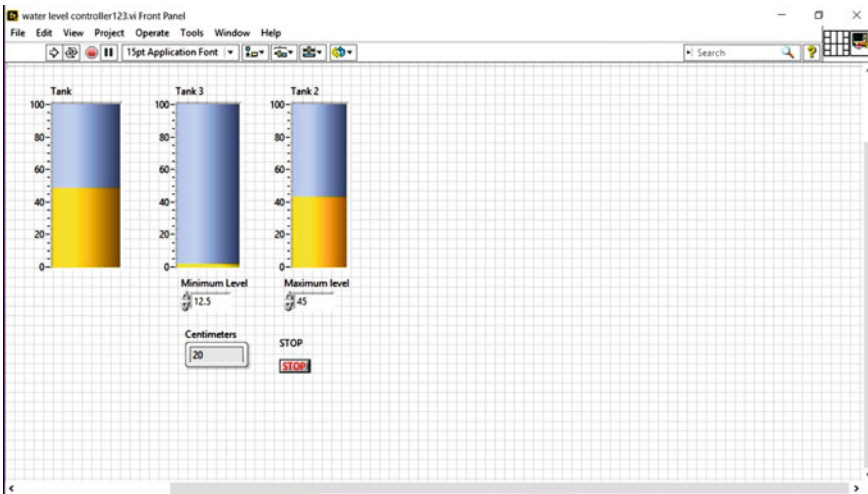 water level controller123.vi Front Panel
File Edit View Project Operate Tools Window Help
15pt Application Font
Search
Tank
Tank 3
Tank 2
100
80
60
40
20
0
100
80
60
40
20
0
100
80
60
40
20
0
Minimum Level
12.5
Maximum level
45
Centimeters
20
STOP
STOP